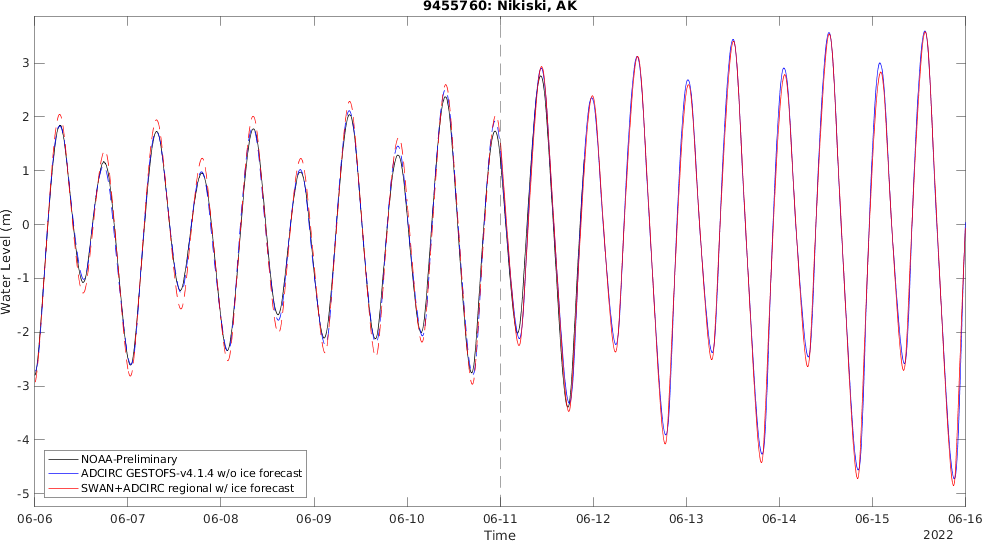 9455760: Nikiski, AK
Water Level (m)
3
2
1
0
-1
-2
-3
-4
-5
NOAA-Preliminary
ADCIRC GESTOFS-v4.1.4 w/o ice forecast
SWAN+ADCIRC regional w/ ice forecast
06-06 06-07 06-08 06-09 06-10 06-11 06-12 06-13 06-14 06-15 06-16
Time
2022